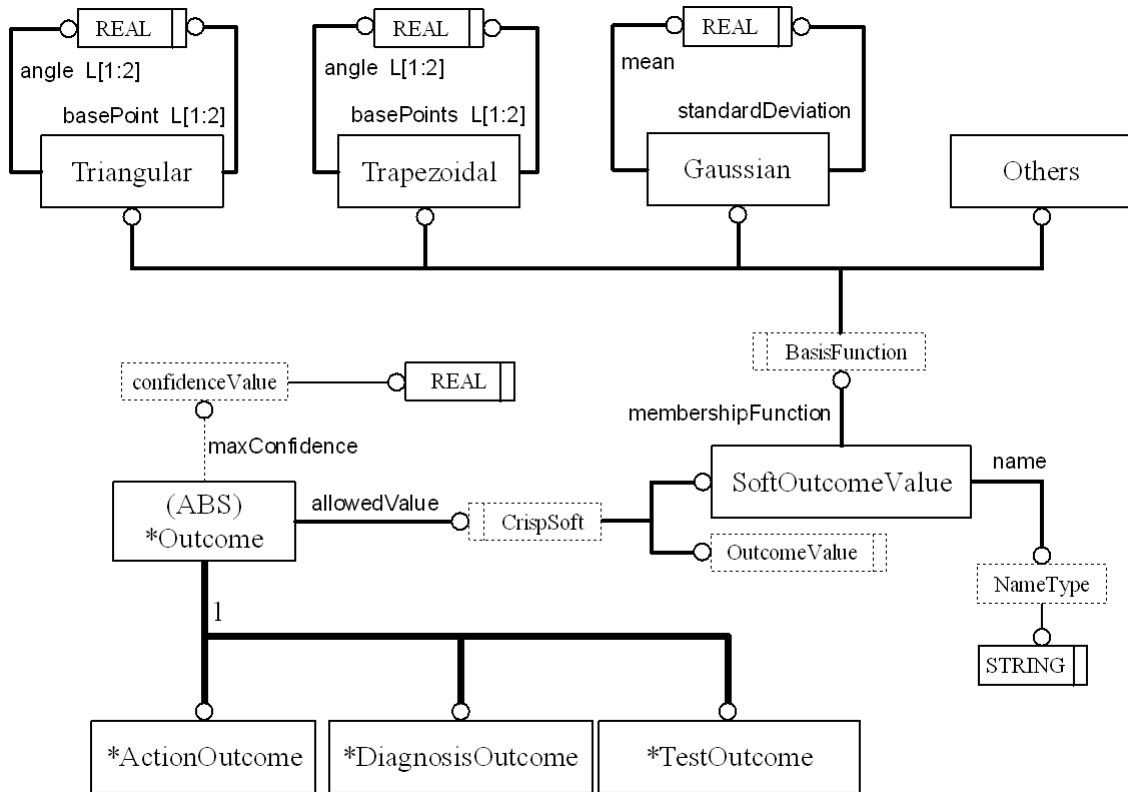 REAL
REAL
REAL
angle L[1:2]
angle L[1:2]
mean
basePoint L[1:2]
basePoints L[1:2]
standardDeviation
Triangular
Trapezoidal
Gaussian
Others
BasisFunction
confidenceValue
REAL
membershipFunction
maxConfidence
name
SoftOutcomeValue
(ABS)
*Outcome
allowedValue
CrispSoft
OutcomeValue
NameType
1
STRING
*ActionOutcome
*DiagnosisOutcome
*TestOutcome